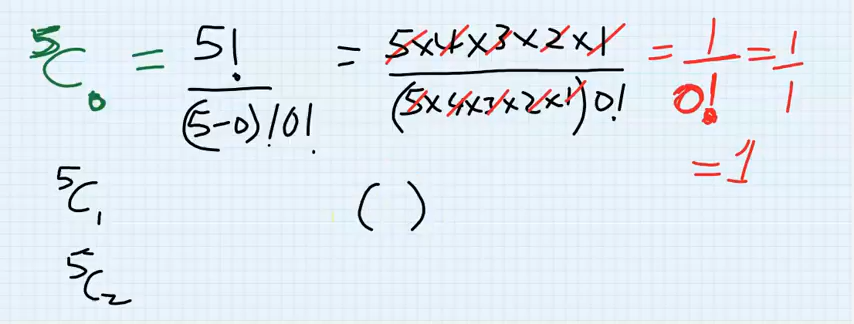 ⁵C₀ = 5!/((5-0)!0!) = (5×4×3×2×1)/((5×4×3×2×1)0!) = 1/0! = 1/1
= 1
⁵C₁ ( )
⁵C₂